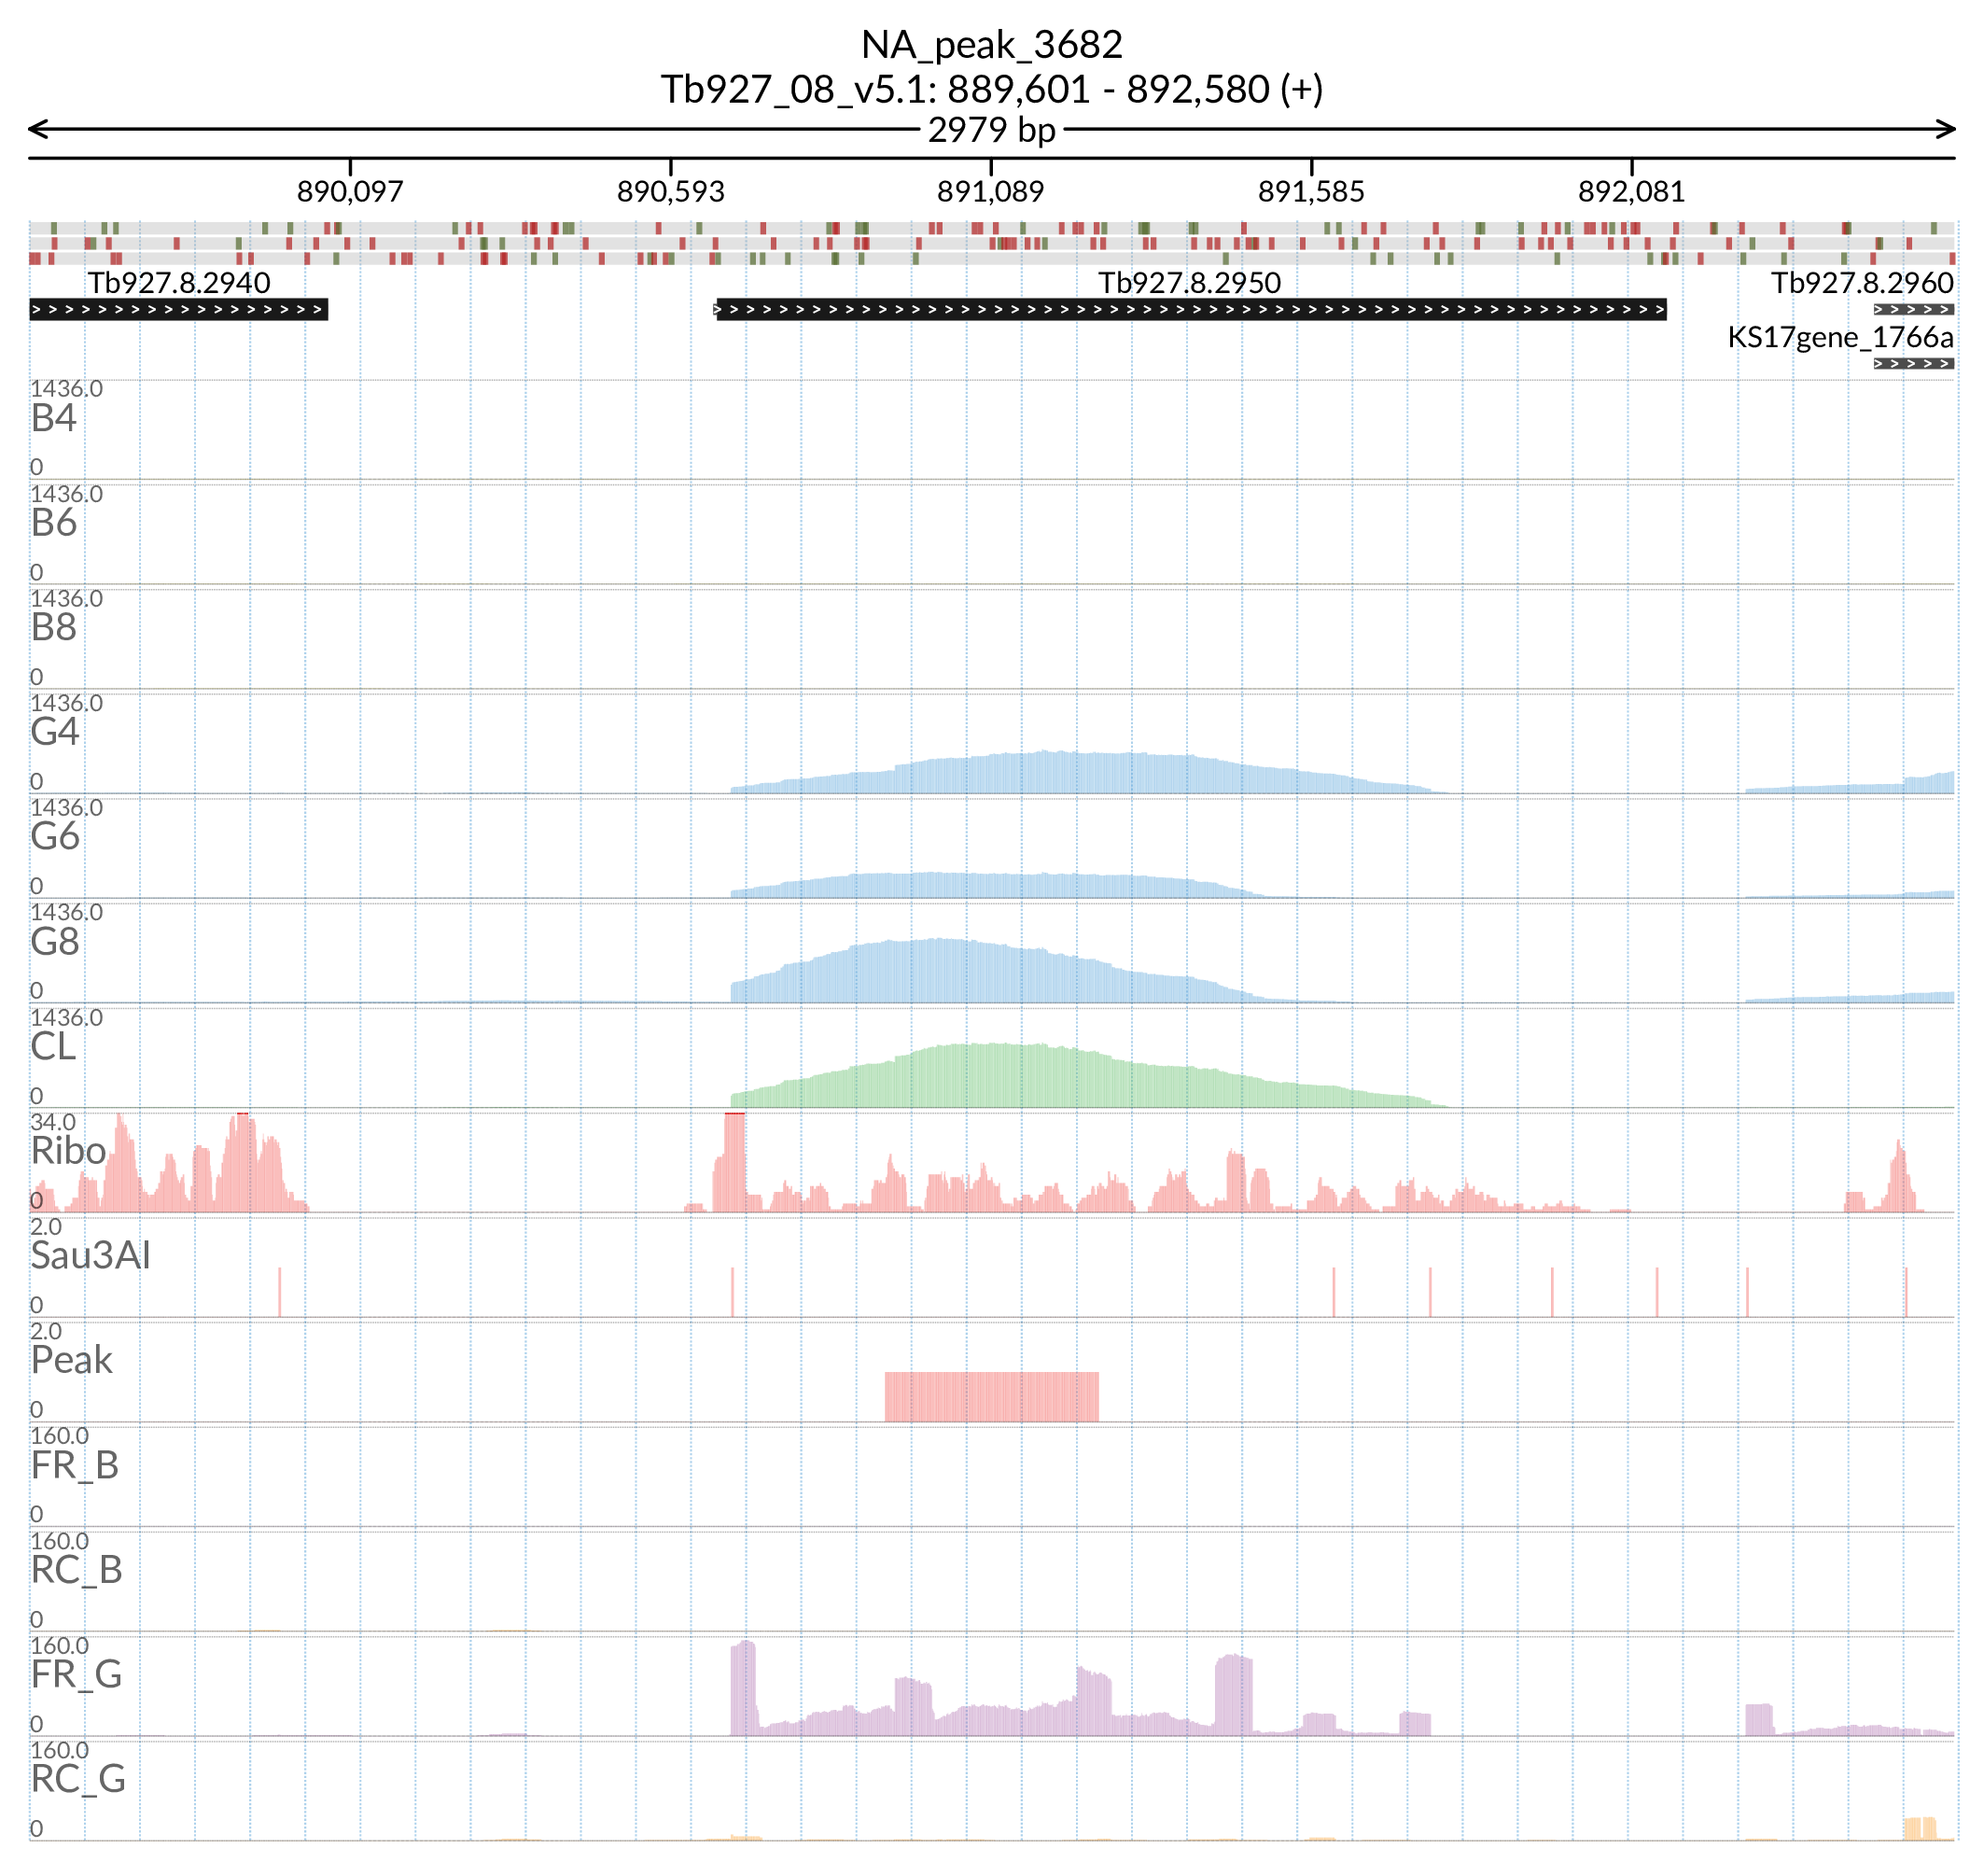 NA_peak_3682
Tb927_08_v5.1: 889,601 - 892,580 (+)
2979 bp
890,097 890,593 891,089 891,585 892,081
Tb927.8.2940 Tb927.8.2950 Tb927.8.2960
KS17gene_1766a
1436.0
B4
0
1436.0
B6
0
1436.0
B8
0
1436.0
G4
0
1436.0
G6
0
1436.0
G8
0
1436.0
CL
0
34.0
Ribo
0
2.0
Sau3AI
0
2.0
Peak
0
160.0
FR_B
0
160.0
RC_B
0
160.0
FR_G
0
160.0
RC_G
0